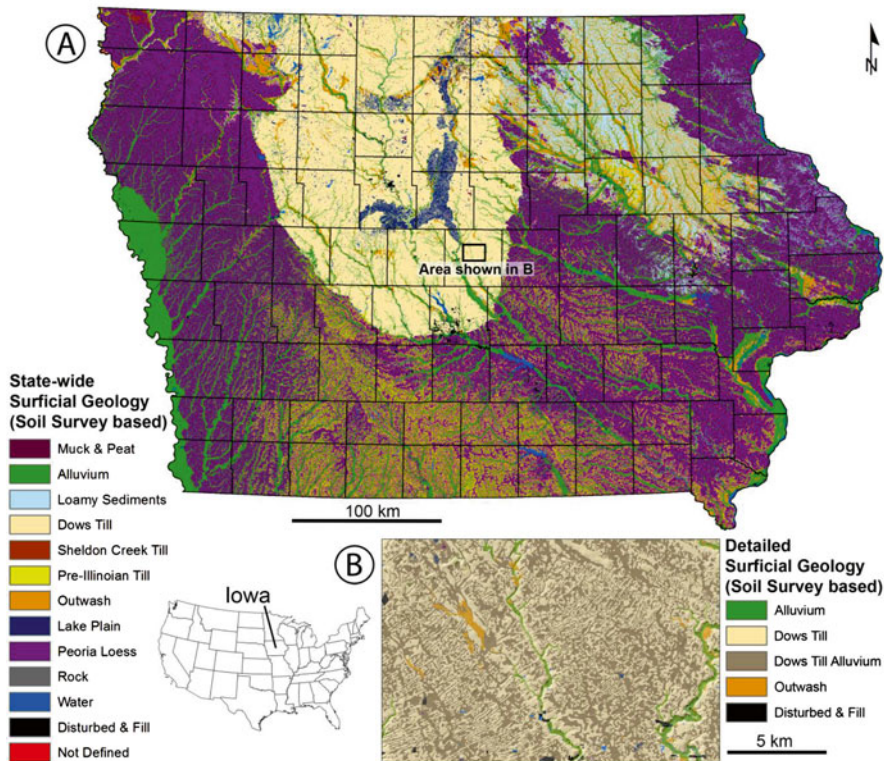 A
N
Area shown in B
State-wide
Surficial Geology
(Soil Survey based)
Muck & Peat
Alluvium
Loamy Sediments
Dows Till
Sheldon Creek Till
Pre-Illinoian Till
Outwash
Lake Plain
Peoria Loess
Rock
Water
Disturbed & Fill
Not Defined
100 km
Iowa
B
Detailed
Surficial Geology
(Soil Survey based)
Alluvium
Dows Till
Dows Till Alluvium
Outwash
Disturbed & Fill
5 km